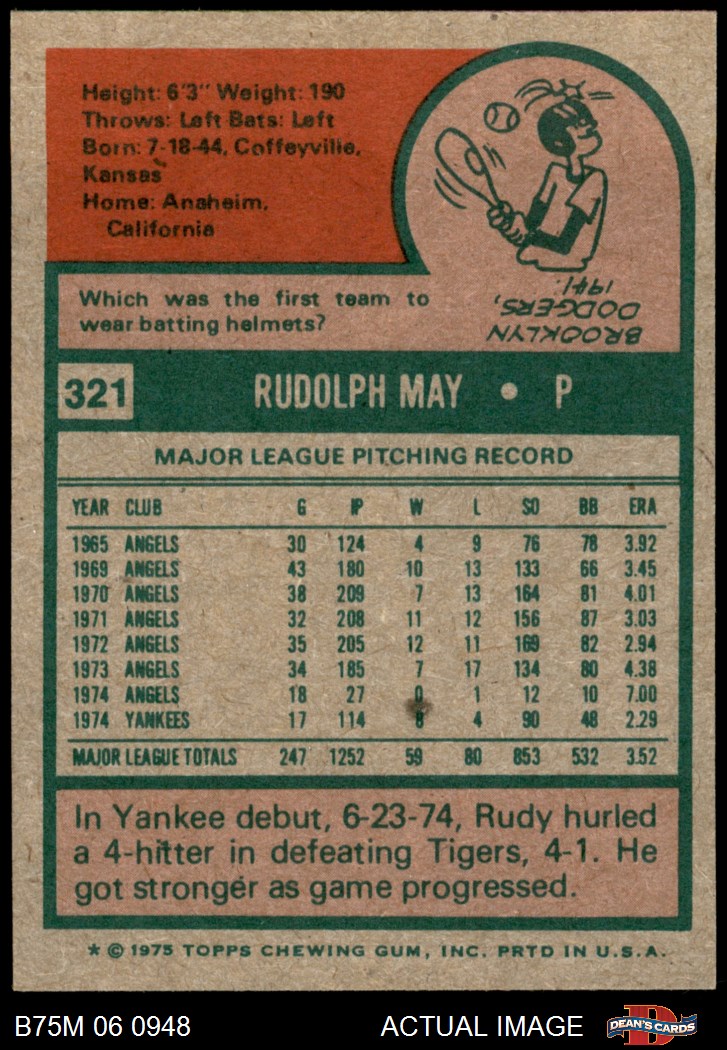 Height: 6'3" Weight: 190
Throws: Left Bats: Left
Born: 7-18-44, Coffeyville,
Kansas
Home: Anaheim,
California
Which was the first team to
wear batting helmets?
BROOKLYN
DODGERS,
1941.
321 RUDOLPH MAY • P
MAJOR LEAGUE PITCHING RECORD
YEAR CLUB G IP W L SO BB ERA
1965 ANGELS 30 124 4 9 76 78 3.92
1969 ANGELS 43 180 10 13 133 66 3.45
1970 ANGELS 38 209 7 13 164 81 4.01
1971 ANGELS 32 208 11 12 156 87 3.03
1972 ANGELS 35 205 12 11 169 82 2.94
1973 ANGELS 34 185 7 17 134 80 4.38
1974 ANGELS 18 27 0 1 12 10 7.00
1974 YANKEES 17 114 8 4 90 48 2.29
MAJOR LEAGUE TOTALS 247 1252 59 80 853 532 3.52
In Yankee debut, 6-23-74, Rudy hurled
a 4-hitter in defeating Tigers, 4-1. He
got stronger as game progressed.
* © 1975 TOPPS CHEWING GUM, INC. PRTD IN U.S.A.
B75M 06 0948 ACTUAL IMAGE DEAN'S CARDS